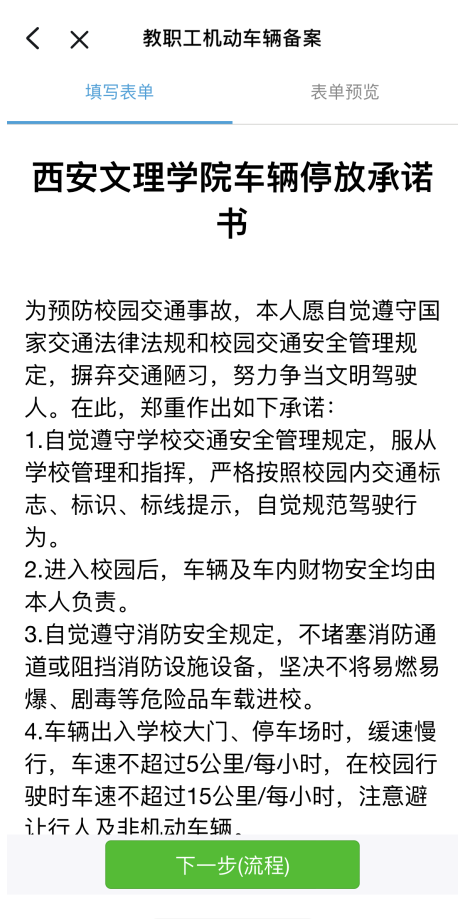 教职工机动车辆备案
填写表单 表单预览
西安文理学院车辆停放承诺
书
为预防校园交通事故，本人愿自觉遵守国
家交通法律法规和校园交通安全管理规
定，摒弃交通陋习，努力争当文明驾驶
人。在此，郑重作出如下承诺：
1.自觉遵守学校交通安全管理规定，服从
学校管理和指挥，严格按照校园内交通标
志、标识、标线提示，自觉规范驾驶行
为。
2.进入校园后，车辆及车内财物安全均由
本人负责。
3.自觉遵守消防安全规定，不堵塞消防通
道或阻挡消防设施设备，坚决不将易燃易
爆、剧毒等危险品车载进校。
4.车辆出入学校大门、停车场时，缓速慢
行，车速不超过5公里/每小时，在校园行
驶时车速不超过15公里/每小时，注意避
让行人及非机动车辆。
下一步(流程)